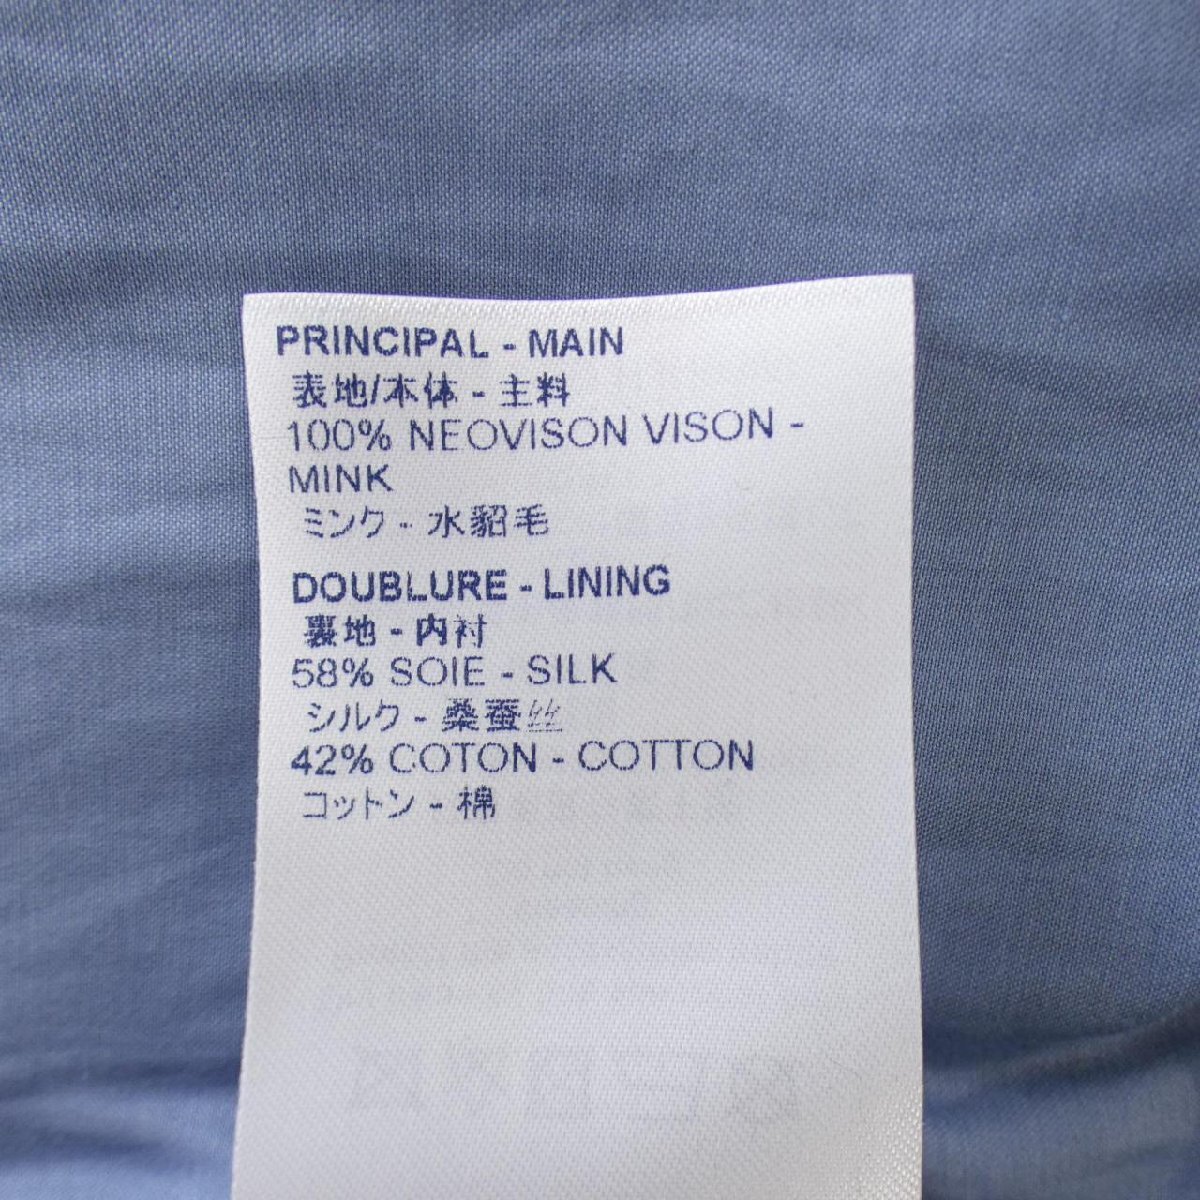 PRINCIPAL - MAIN
表地/本体 - 主料
100% NEOVISON VISON -
MINK
ミンク - 水貂毛
DOUBLURE - LINING
裏地 - 内衬
58% SOIE - SILK
シルク - 桑蚕丝
42% COTON - COTTON
コットン - 棉